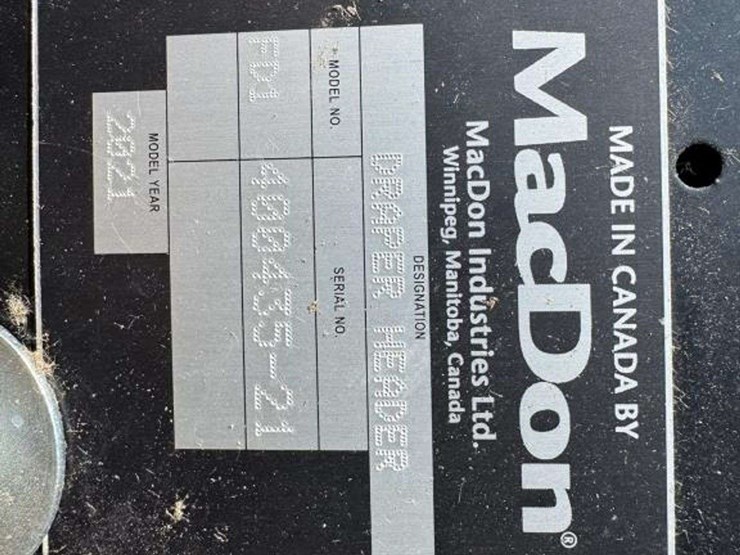 MADE IN CANADA BY
MacDon®
MacDon Industries Ltd.
Winnipeg, Manitoba, Canada
DESIGNATION
DRAPER HEADER
MODEL NO. SERIAL NO.
FD1 400435-21
MODEL YEAR
2021